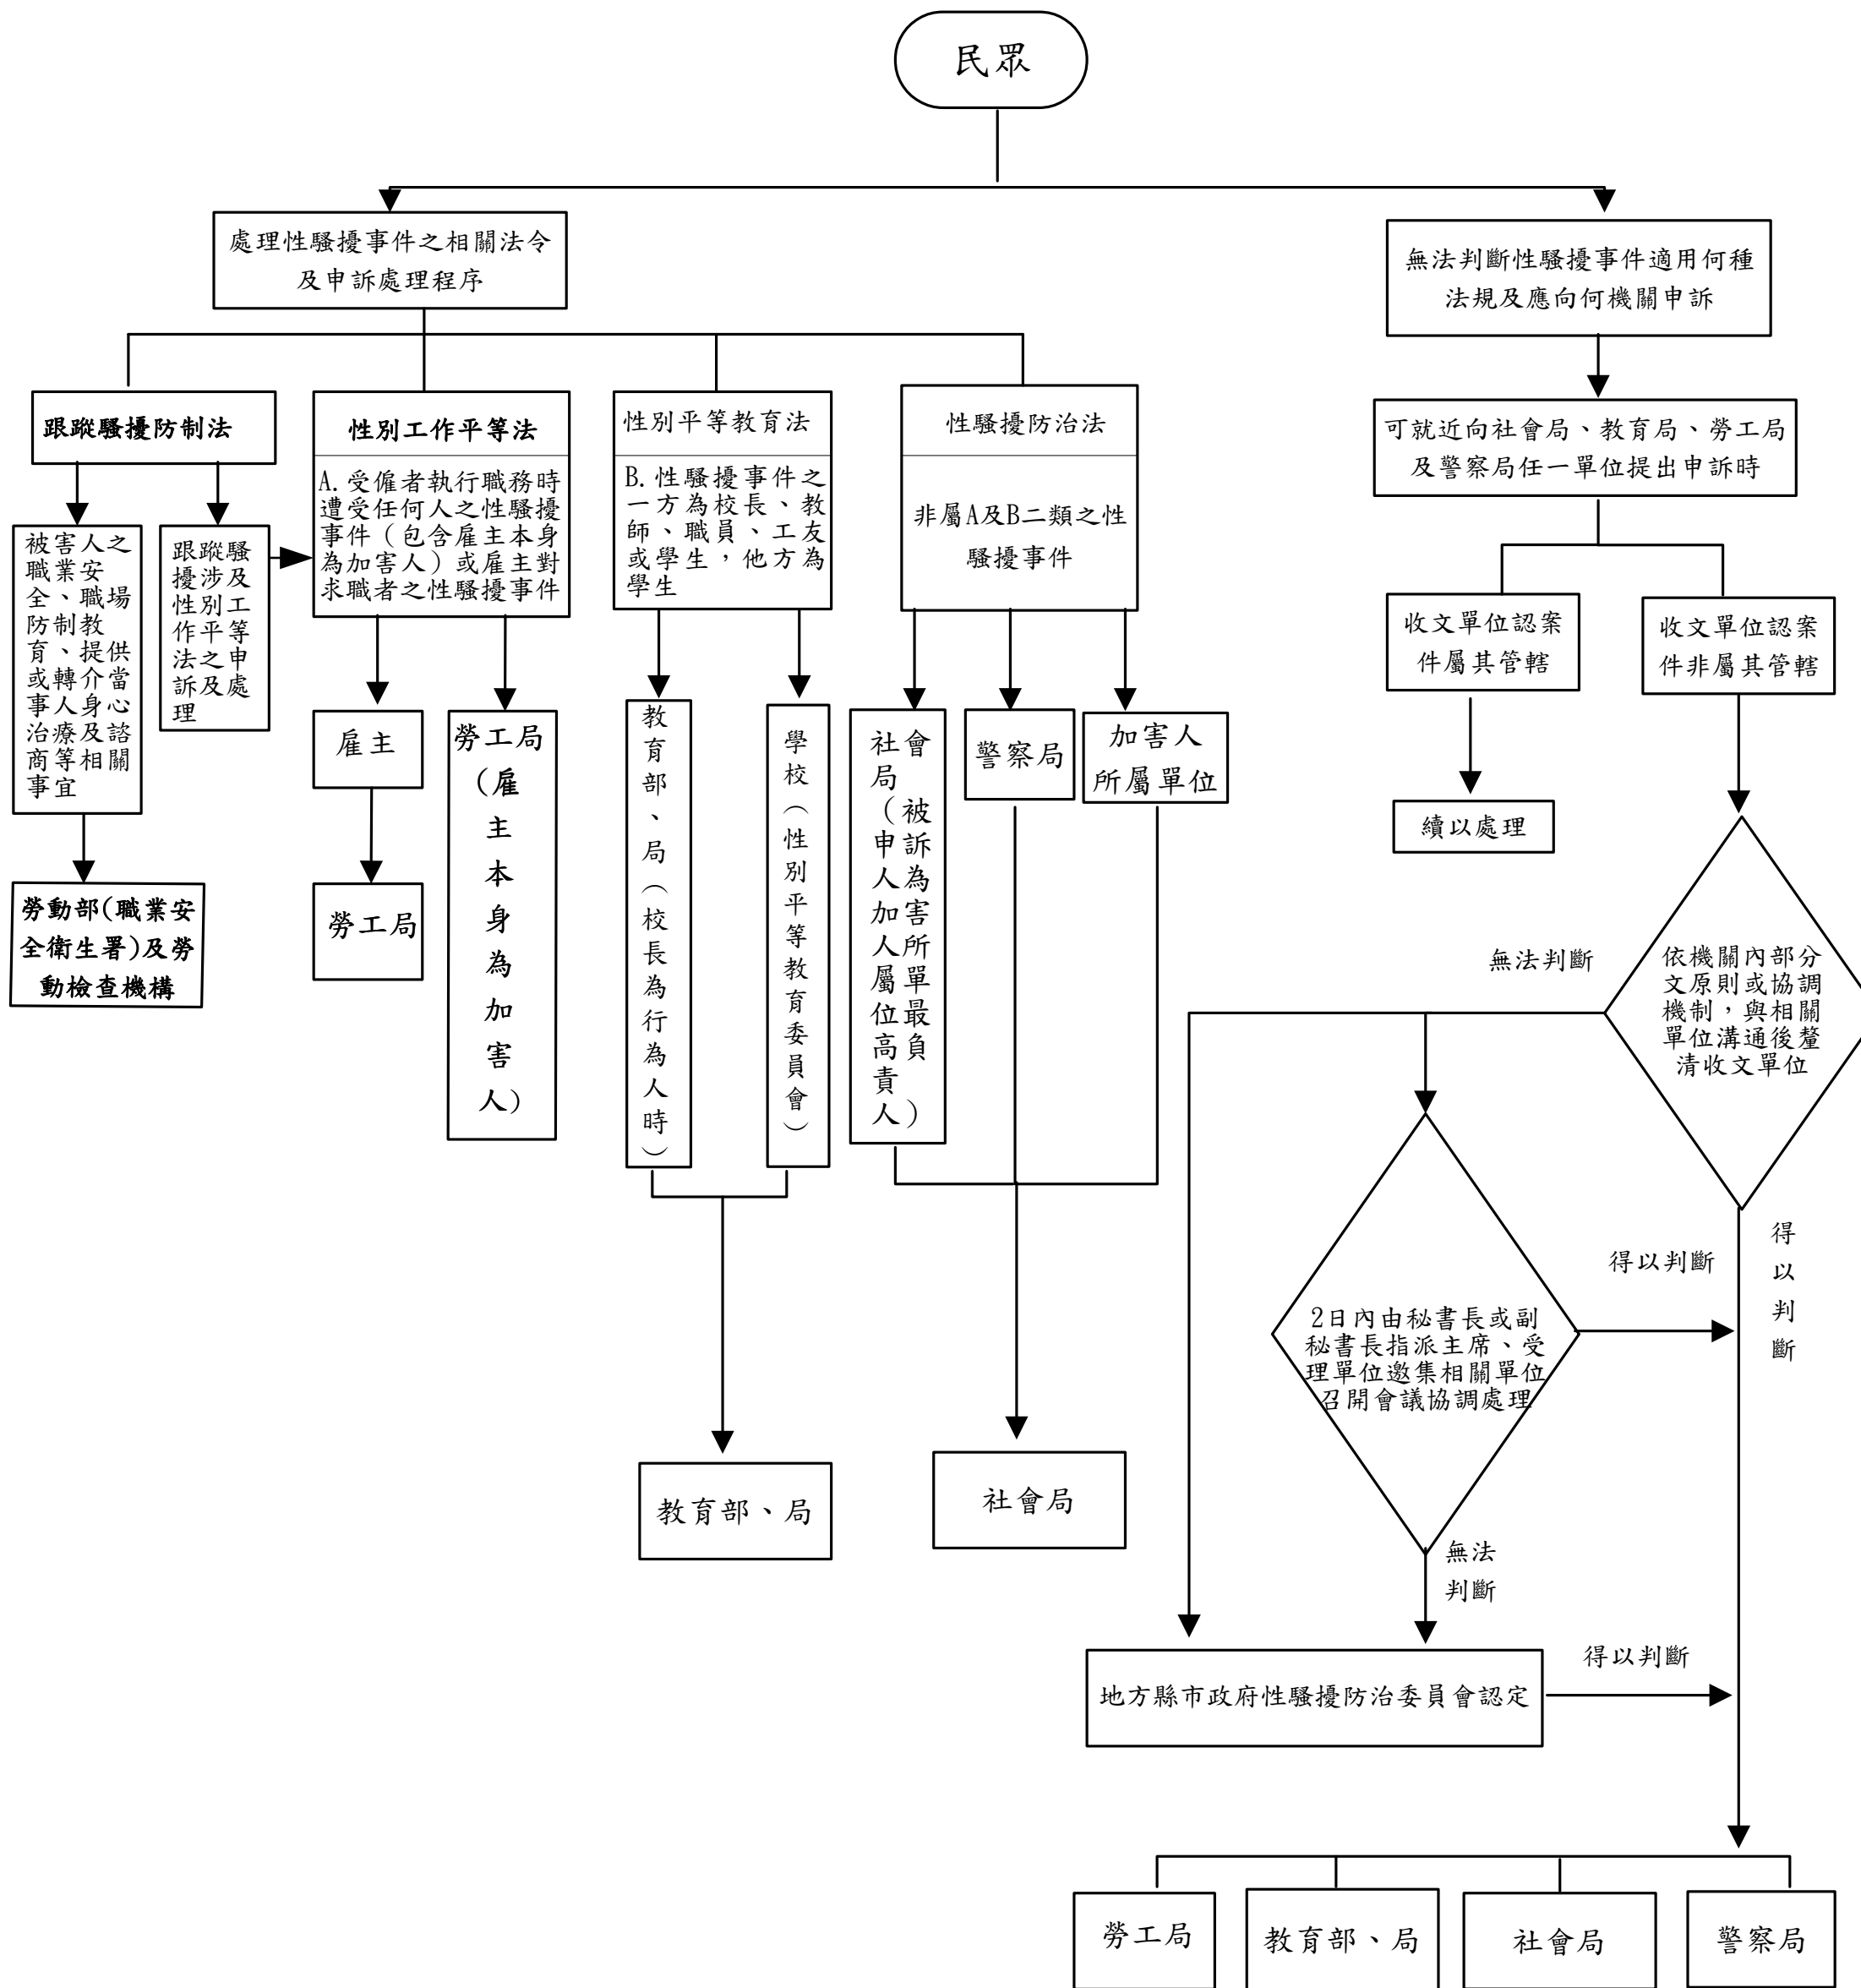 民眾
處理性騷擾事件之相關法令
及申訴處理程序
無法判斷性騷擾事件適用何種
法規及應向何機關申訴
跟蹤騷擾防制法
性別工作平等法
A.受僱者執行職務時
遭受任何人之性騷擾
事件（包含雇主本身
為加害人）或雇主對
求職者之性騷擾事件
性別平等教育法
B.性騷擾事件之
一方為校長、教
師、職員、工友
或學生，他方為
學生
性騷擾防治法
非屬A及B二類之性
騷擾事件
可就近向社會局、教育局、勞工局
及警察局任一單位提出申訴時
被害人之
職業安
全、職場
防制教
育、提供
或轉介當
事人身心
治療及諮
商等相關
事宜
跟蹤騷
擾涉及
性別工
作平等
法之申
訴及處
理
收文單位認案
件屬其管轄
收文單位認案
件非屬其管轄
雇主
勞工局
(雇
主
本
身
為
加
害
人)
教育部、局（校長為行為人時）
學校（性別平等教育委員會）
社會
局
（被
申訴
人為
加害
人所
屬單
位最
高負
責
人）
警察局
加害人
所屬單位
續以處理
勞動部(職業安
全衛生署)及勞
動檢查機構
勞工局
無法判斷
依機關內部分
文原則或協調
機制，與相關
單位溝通後釐
清收文單位
得以判斷
得
以
判
斷
2日內由秘書長或副
秘書長指派主席、受
理單位邀集相關單位
召開會議協調處理
教育部、局
社會局
無法
判斷
地方縣市政府性騷擾防治委員會認定
得以判斷
勞工局
教育部、局
社會局
警察局